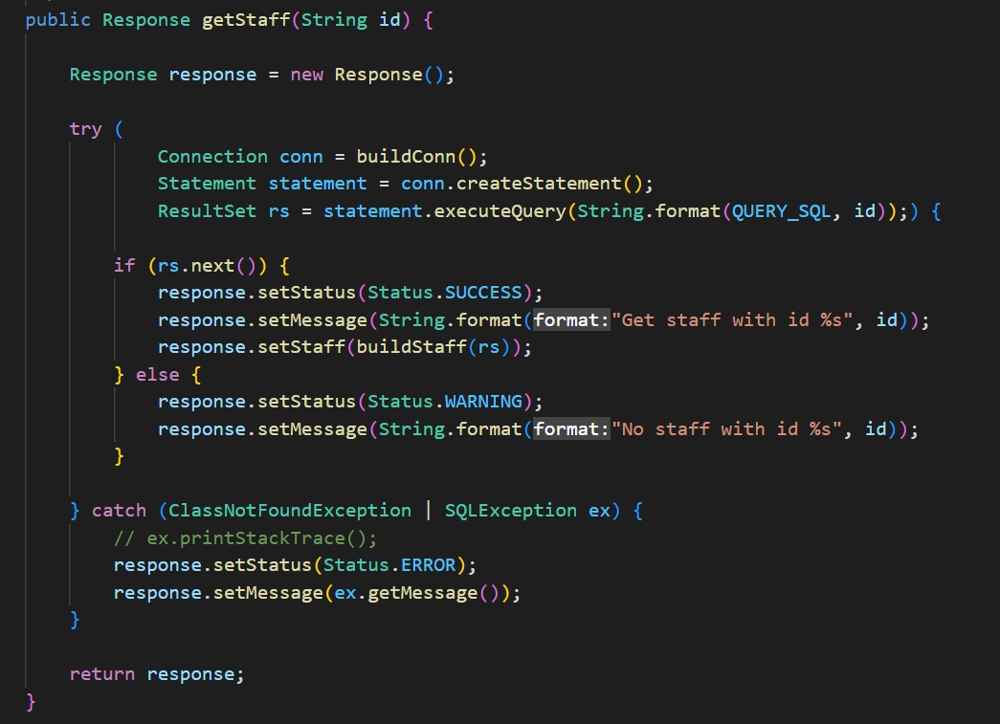 public Response getStaff(String id) {
Response response = new Response();
try (
Connection conn = buildConn();
Statement statement = conn.createStatement();
ResultSet rs = statement.executeQuery(String.format(QUERY_SQL, id));) {
if (rs.next()) {
response.setStatus(Status.SUCCESS);
response.setMessage(String.format(format:"Get staff with id %s", id));
response.setStaff(buildStaff(rs));
} else {
response.setStatus(Status.WARNING);
response.setMessage(String.format(format:"No staff with id %s", id));
}
} catch (ClassNotFoundException | SQLException ex) {
// ex.printStackTrace();
response.setStatus(Status.ERROR);
response.setMessage(ex.getMessage());
}
return response;
}